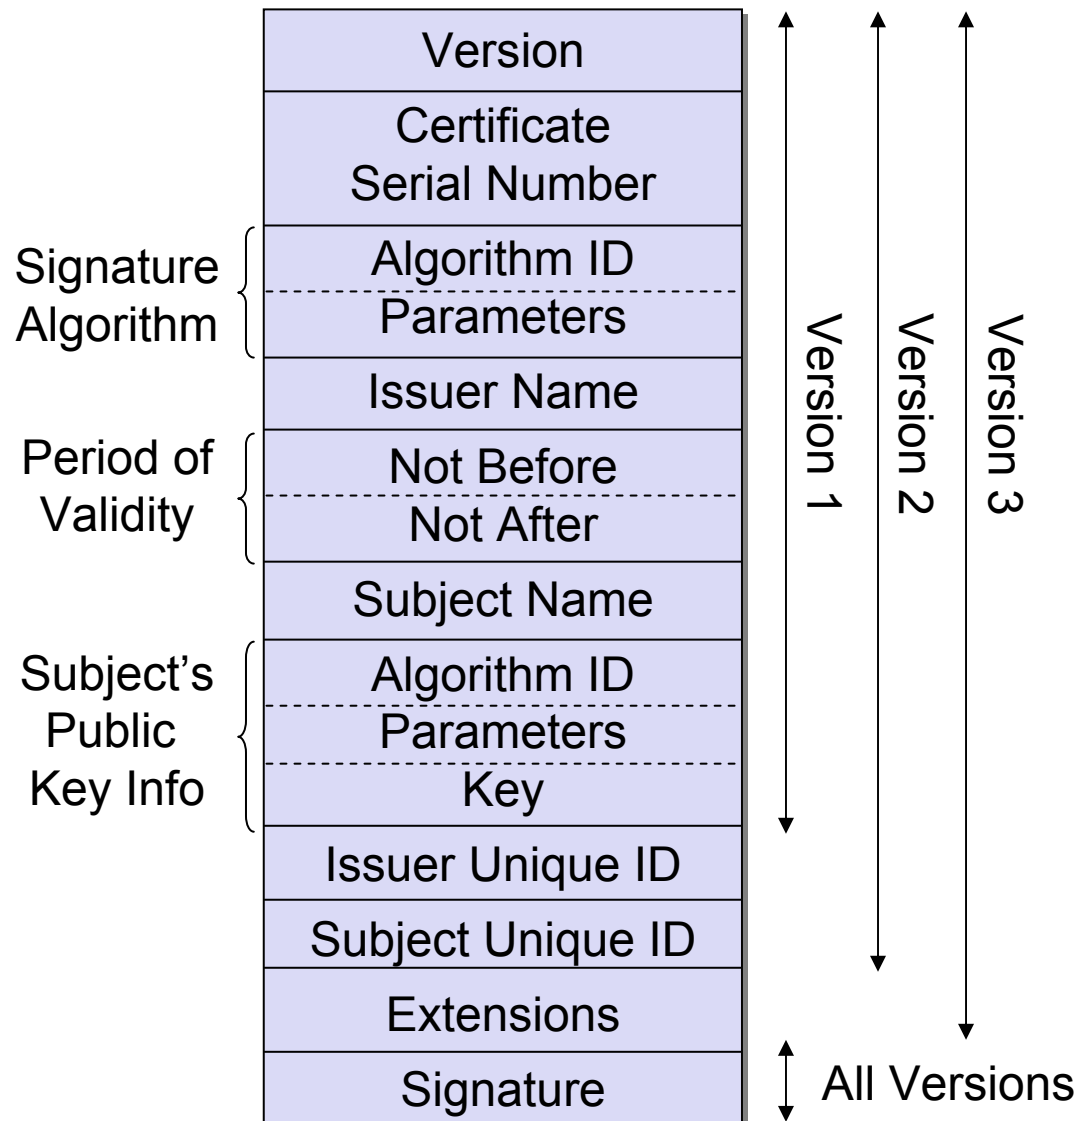 Version
Certificate
Serial Number
Signature
Algorithm
Algorithm ID
Parameters
Issuer Name
Period of
Validity
Not Before
Not After
Subject Name
Subject's
Public
Key Info
Algorithm ID
Parameters
Key
Issuer Unique ID
Subject Unique ID
Extensions
Signature
Version 1
Version 2
Version 3
All Versions